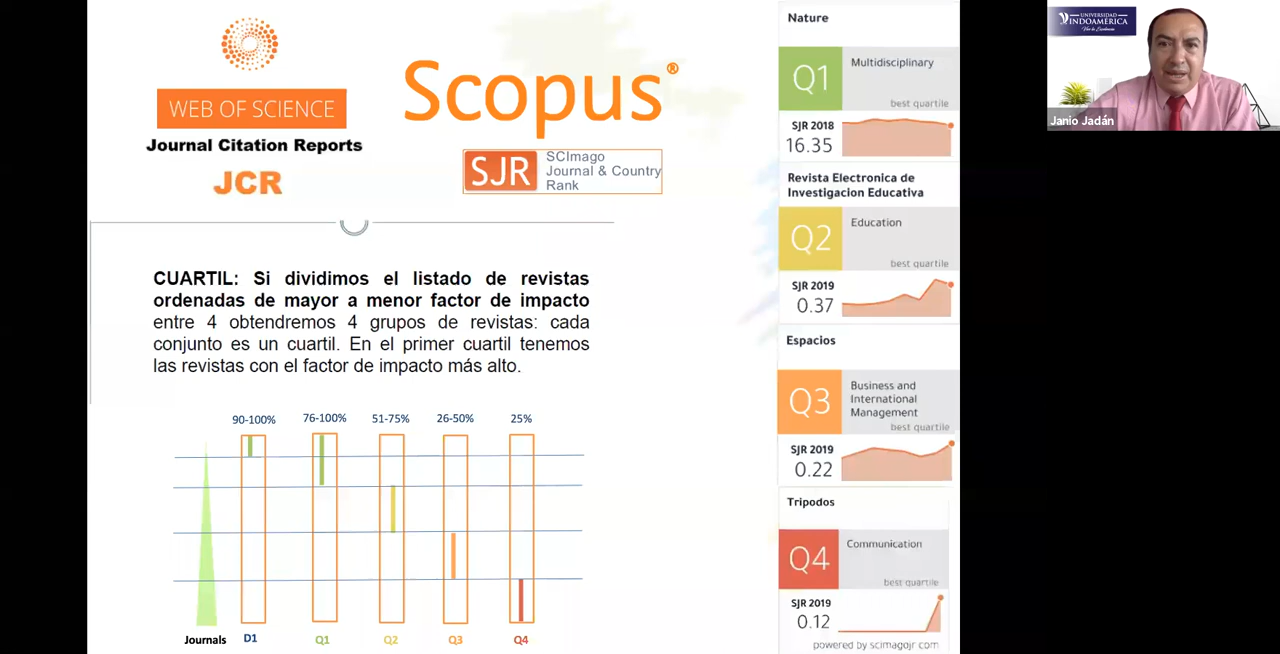 WEB OF SCIENCE
Journal Citation Reports
JCR
Scopus®
SJR
SCImago
Journal & Country
Rank
CUARTIL: Si dividimos el listado de revistas
ordenadas de mayor a menor factor de impacto
entre 4 obtendremos 4 grupos de revistas: cada
conjunto es un cuartil. En el primer cuartil tenemos
las revistas con el factor de impacto más alto.
90-100% 76-100% 51-75% 26-50% 25%
Journals D1 Q1 Q2 Q3 Q4
Nature
Q1
Multidisciplinary
best quartile
SJR 2018
16.35
Revista Electronica de
Investigacion Educativa
Q2
Education
best quartile
SJR 2019
0.37
Espacios
Q3
Business and
International
Management
best quartile
SJR 2019
0.22
Tripodos
Q4
Communication
best quartile
SJR 2019
0.12
powered by scimagojr.com
UNIVERSIDAD
INDOAMÉRICA
Janio Jadán